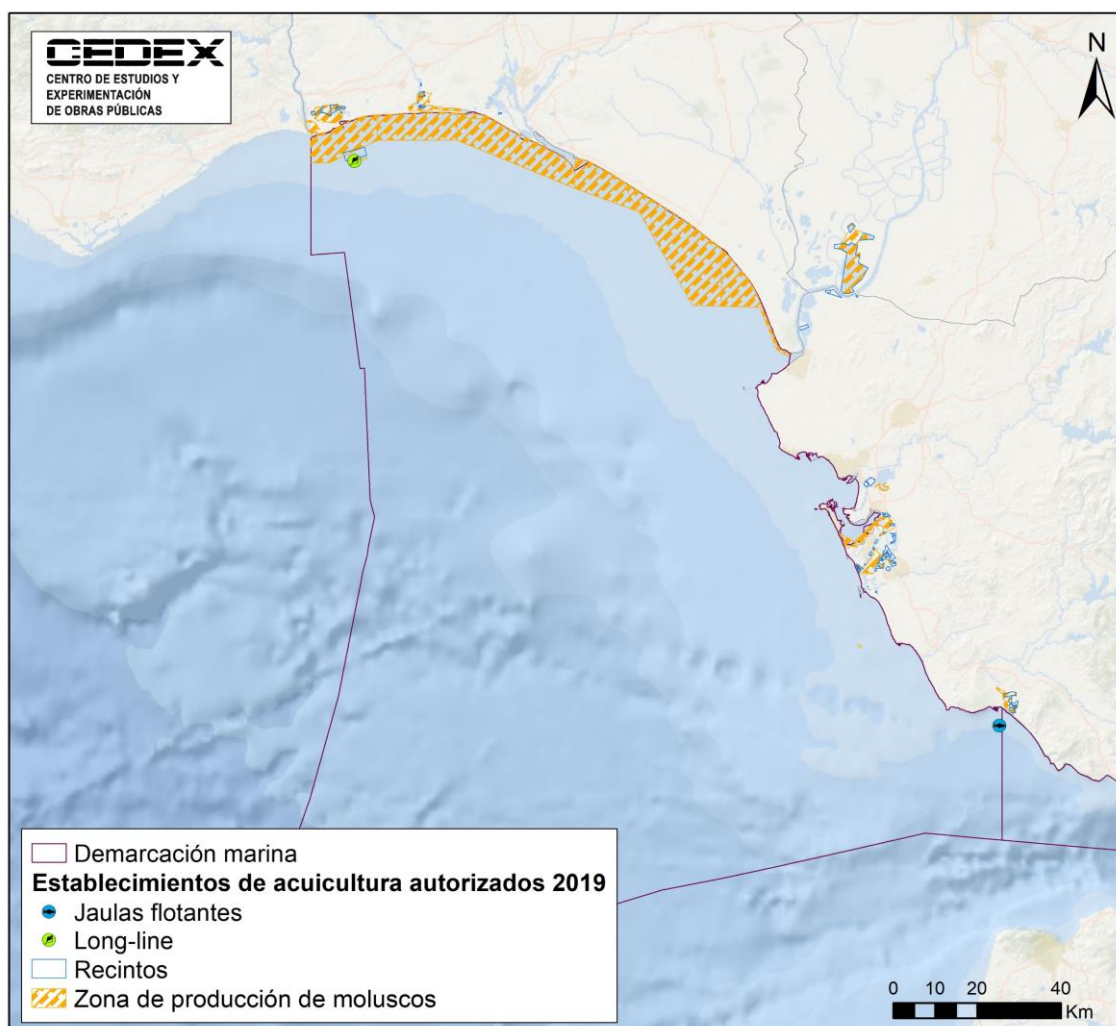 CEDEX
CENTRO DE ESTUDIOS Y
EXPERIMENTACIÓN
DE OBRAS PÚBLICAS
N
Demarcación marina
Establecimientos de acuicultura autorizados 2019
Jaulas flotantes
Long-line
Recintos
Zona de producción de moluscos
0 10 20 40
Km